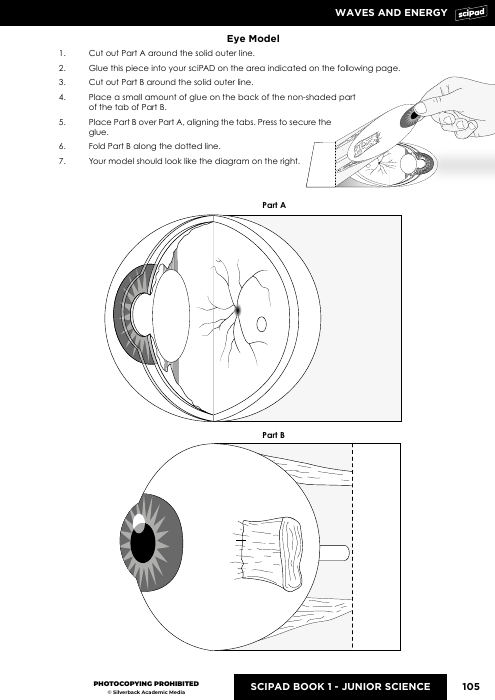 WAVES AND ENERGY scipad
Eye Model
1. Cut out Part A around the solid outer line.
2. Glue this piece into your sciPAD on the area indicated on the following page.
3. Cut out Part B around the solid outer line.
4. Place a small amount of glue on the back of the non-shaded part
of the tab of Part B.
5. Place Part B over Part A, aligning the tabs. Press to secure the
glue.
6. Fold Part B along the dotted line.
7. Your model should look like the diagram on the right.
Part A
Part B
PHOTOCOPYING PROHIBITED
© Silverback Academic Media
SCIPAD BOOK 1 - JUNIOR SCIENCE 105